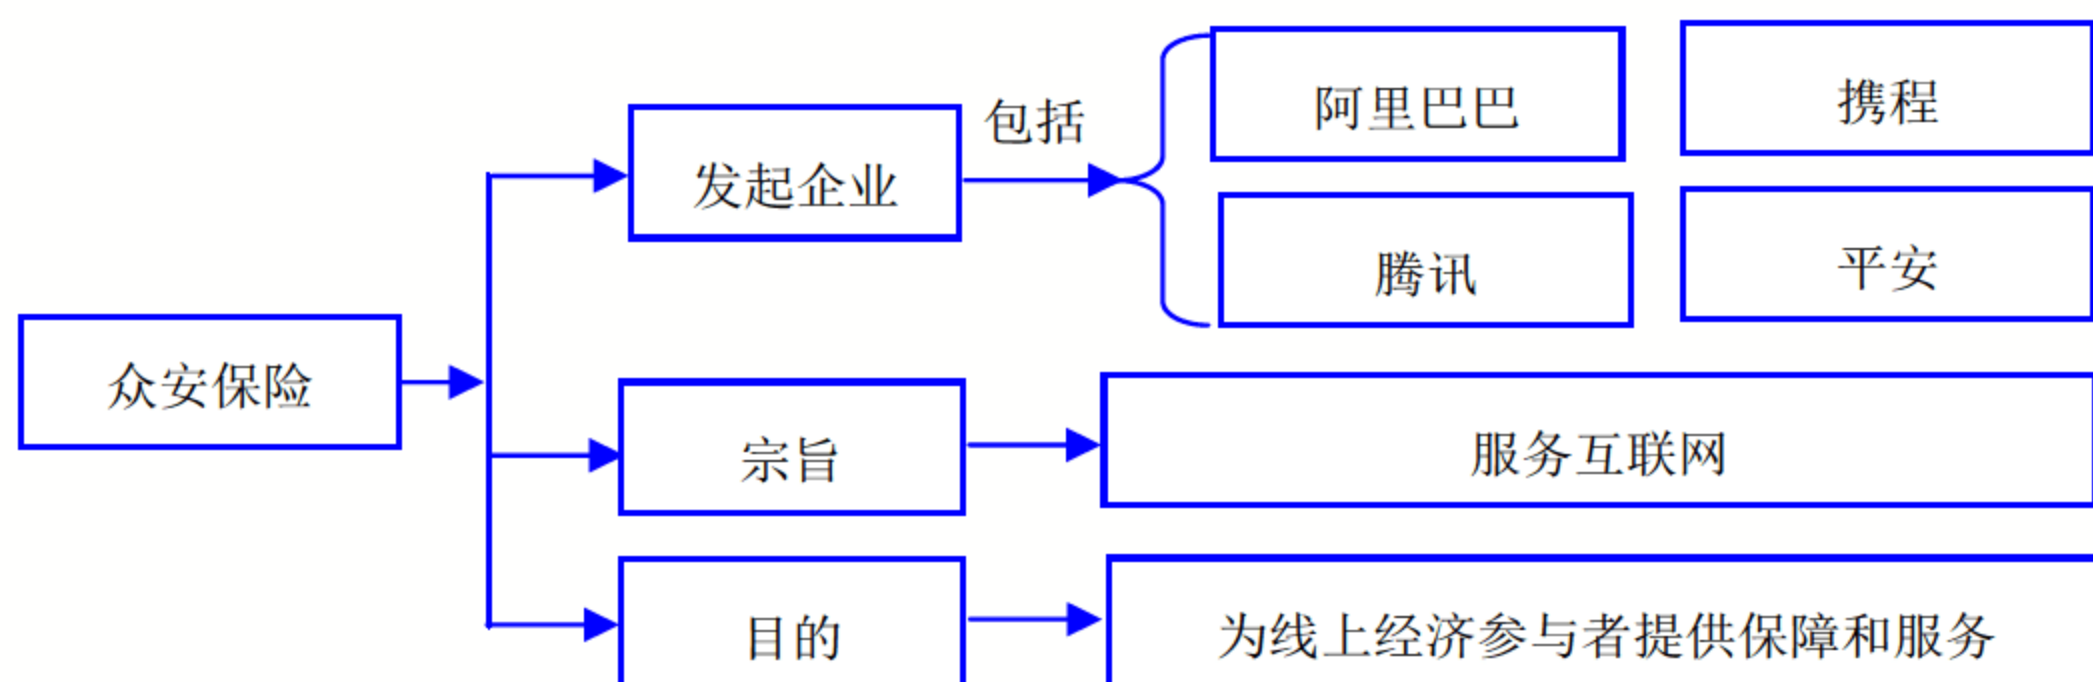 包括
阿里巴巴
携程
发起企业
腾讯
平安
众安保险
宗旨
服务互联网
目的
为线上经济参与者提供保障和服务